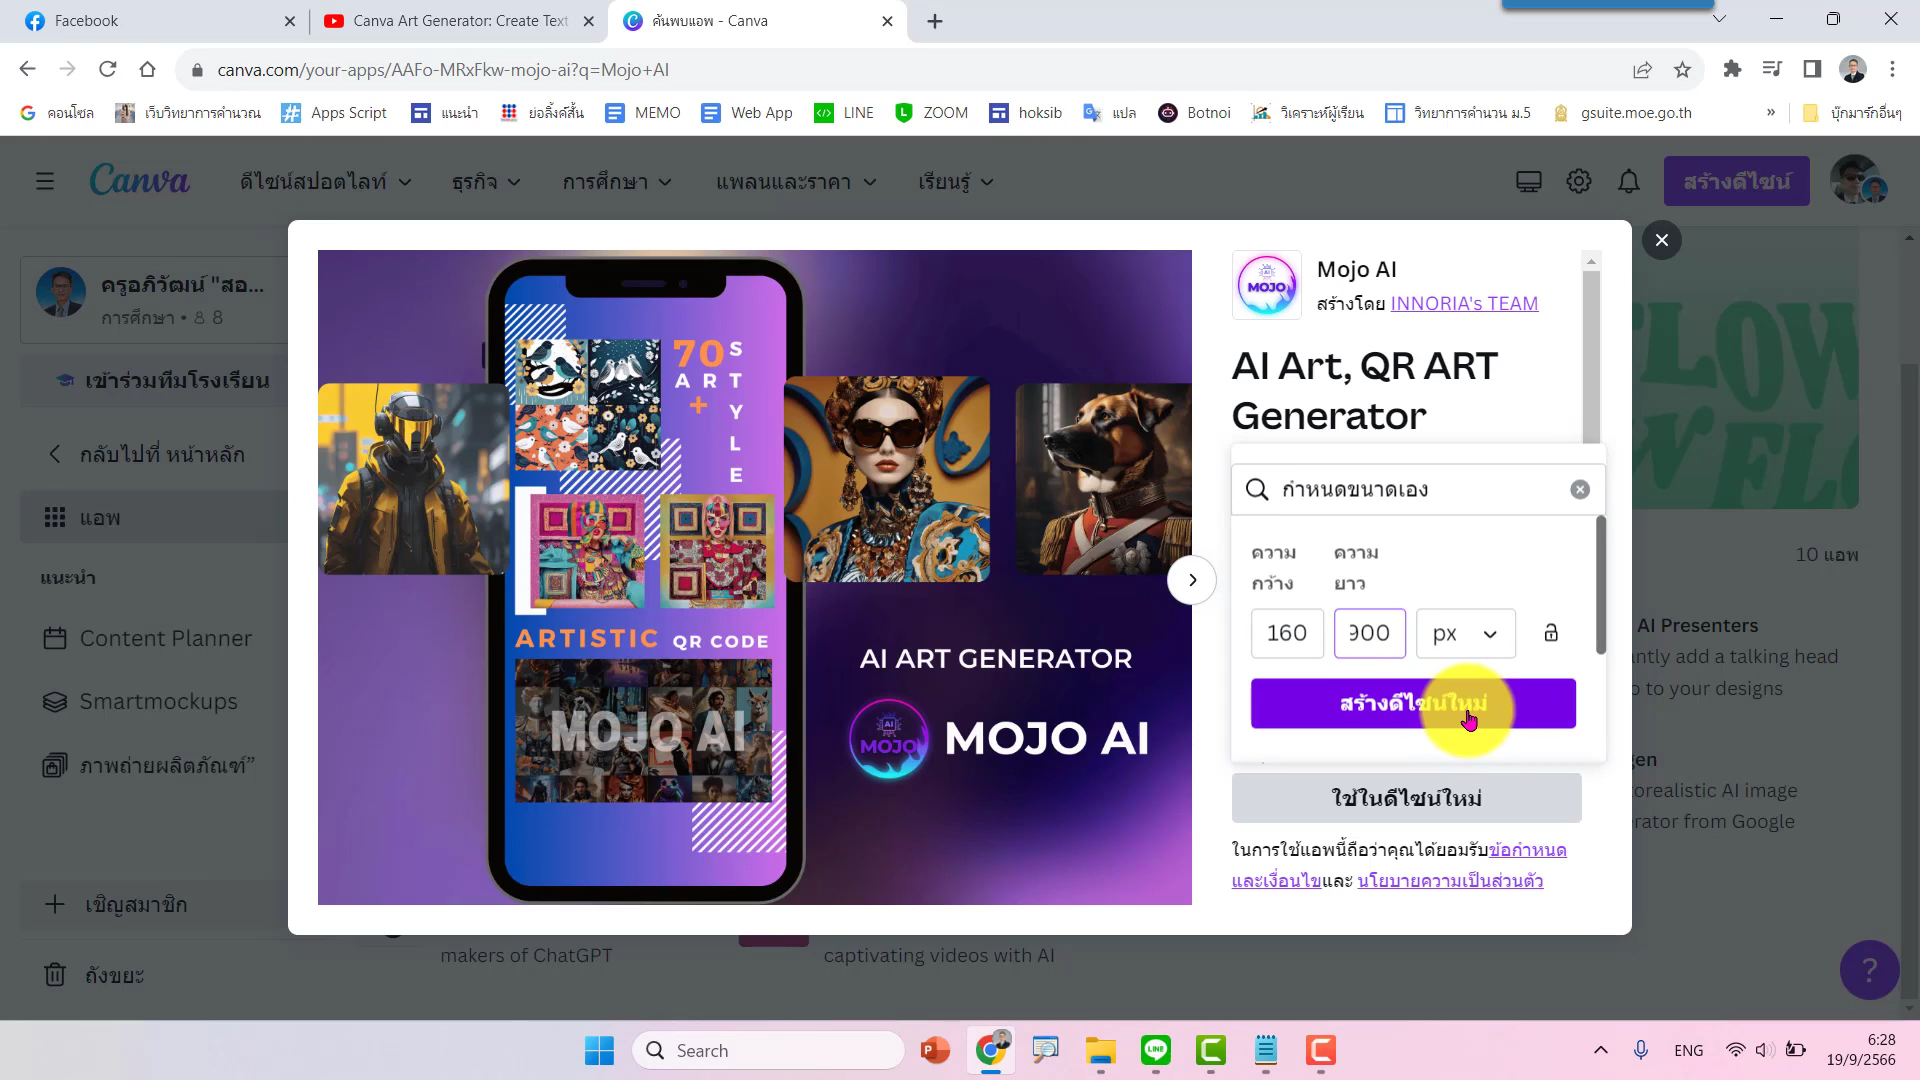 Facebook
Canva Art Generator: Create Text
ค้นพบแอพ - Canva
canva.com/your-apps/AAFo-MRxFkw-mojo-ai?q=Mojo+AI
คอนโซล
เว็บวิทยาการคำนวณ
Apps Script
แนะนำ
ย่อลิ้งค์สั้น
MEMO
Web App
LINE
ZOOM
hoksib
แปล
Botnoi
วิเคราะห์ผู้เรียน
วิทยาการคำนวน ม.5
gsuite.moe.go.th
»
บุ๊กมาร์กอื่นๆ
Canva
ดีไซน์สปอตไลท์
ธุรกิจ
การศึกษา
แพลนและราคา
เรียนรู้
สร้างดีไซน์
ครูอภิวัฒน์ "สอ...
การศึกษา • 8
เข้าร่วมทีมโรงเรียน
กลับไปที่ หน้าหลัก
แอพ
แนะนำ
Content Planner
Smartmockups
ภาพถ่ายผลิตภัณฑ์”
เชิญสมาชิก
ถังขยะ
70
ART
+
STYLE
ARTISTIC QR CODE
MOJO AI
AI ART GENERATOR
MOJO
MOJO AI
AI
MOJO
Mojo AI
สร้างโดย INNORIA's TEAM
AI Art, QR ART
Generator
กำหนดขนาดเอง
ความ
กว้าง
ความ
ยาว
160
900
px
สร้างดีไซน์ใหม่
ใช้ในดีไซน์ใหม่
ในการใช้แอพนี้ถือว่าคุณได้ยอมรับข้อกำหนด
และเงื่อนไขและ นโยบายความเป็นส่วนตัว
LOW
FL
10 แอพ
AI Presenters
antly add a talking head
o to your designs
gen
orealistic AI image
erator from Google
makers of ChatGPT
captivating videos with AI
?
Search
ENG
6:28
19/9/2566